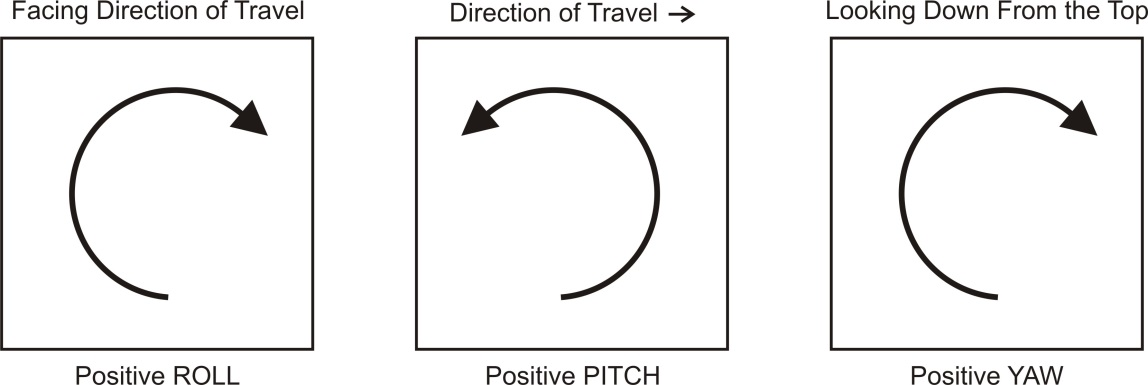 Facing Direction of Travel
Direction of Travel →
Looking Down From the Top
Positive ROLL
Positive PITCH
Positive YAW